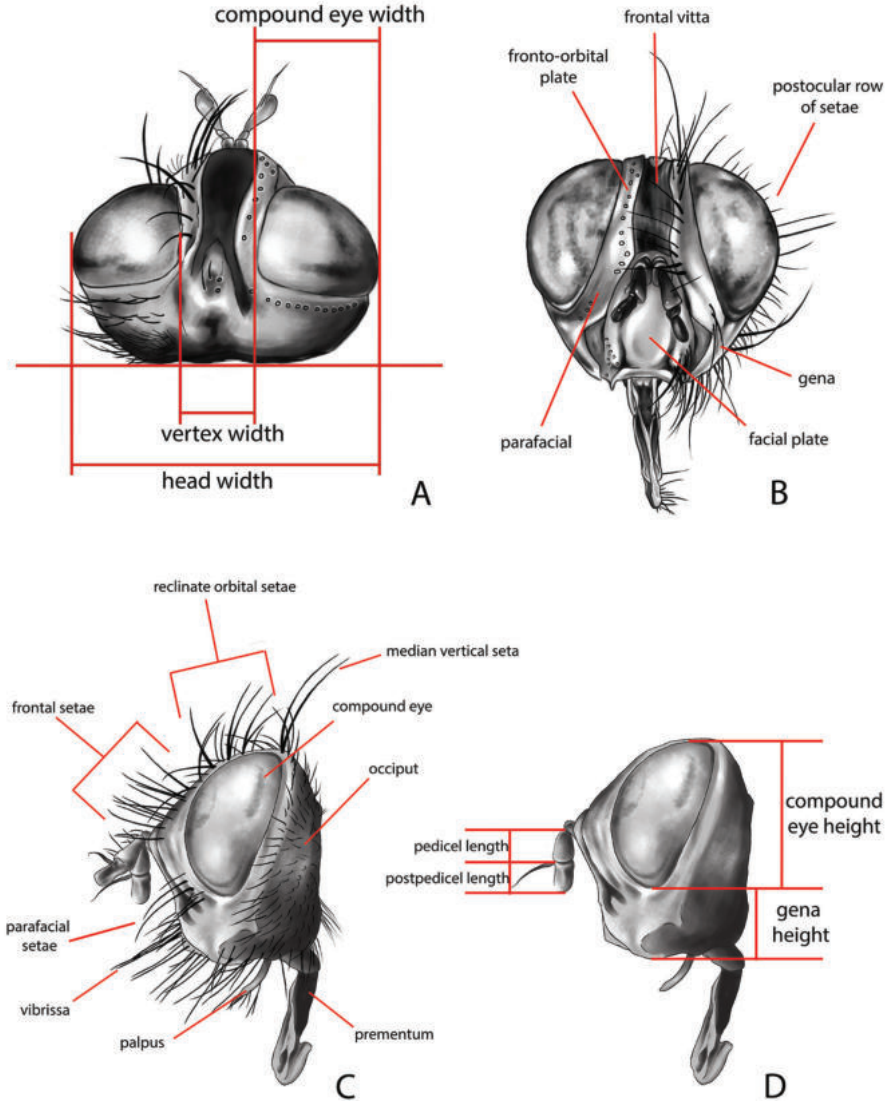 compound eye width
vertex width
head width
A
frontal vitta
fronto-orbital
plate
postocular row
of setae
gena
parafacial
facial plate
B
reclinate orbital setae
median vertical seta
frontal setae
compound eye
occiput
parafacial
setae
vibrissa
palpus
prementum
C
compound
eye height
pedicel length
postpedicel length
gena
height
D